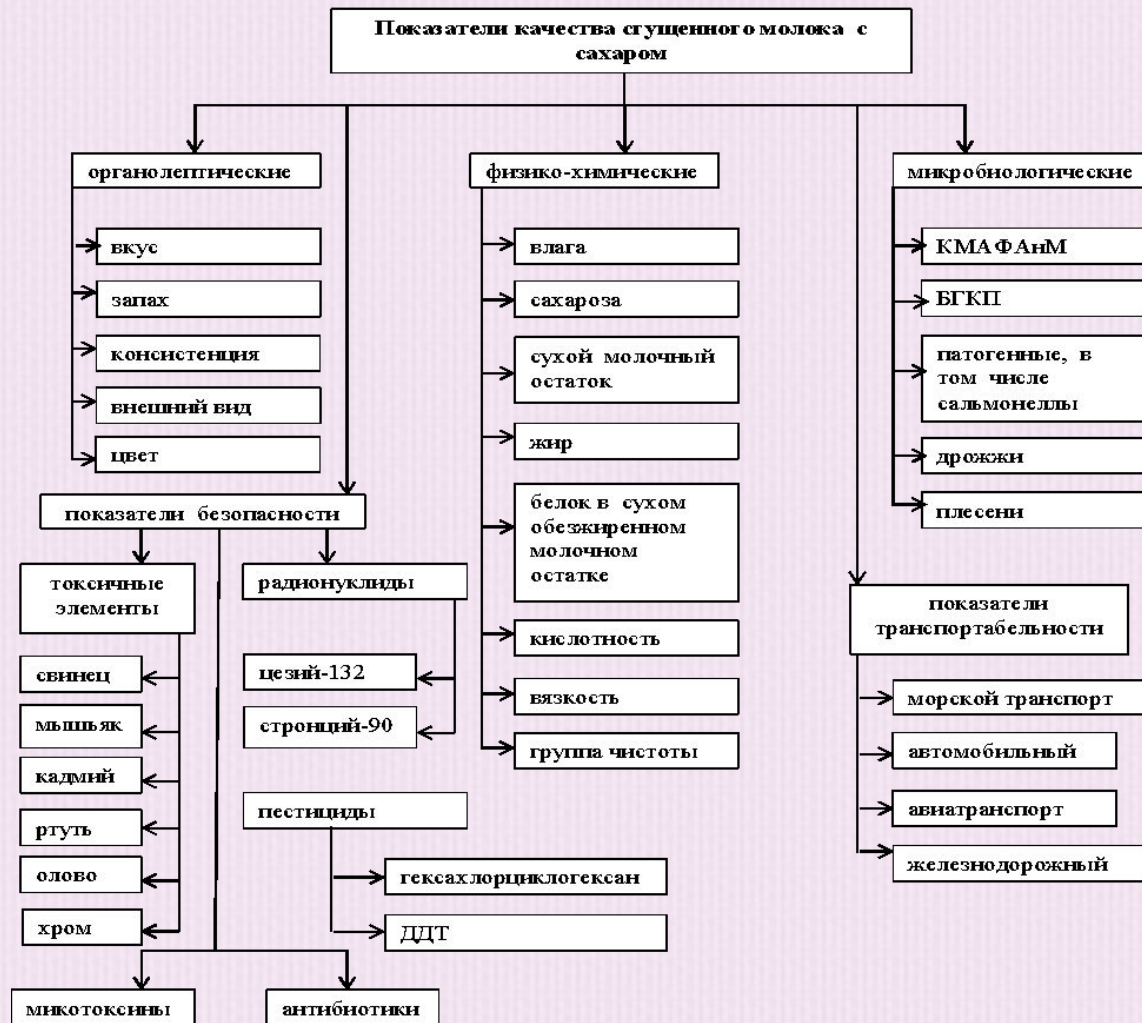 Показатели качества сгущенного молока с
сахаром
органолептические
вкус
запах
консистенция
внешний вид
цвет
физико-химические
влага
сахароза
сухой молочный
остаток
жир
белок в сухом
обезжиренном
молочном
остатке
кислотность
вязкость
группа чистоты
микробиологические
КМАФАнМ
БГКП
патогенные, в
том числе
сальмонеллы
дрожжи
плесени
показатели безопасности
токсичные
элементы
свинец
мышьяк
кадмий
ртуть
олово
хром
радионуклиды
цезий-132
стронций-90
пестициды
гексахлорциклогексан
ДДТ
микотоксины
антибиотики
показатели
транспортабельности
морской транспорт
автомобильный
авиатранспорт
железнодорожный